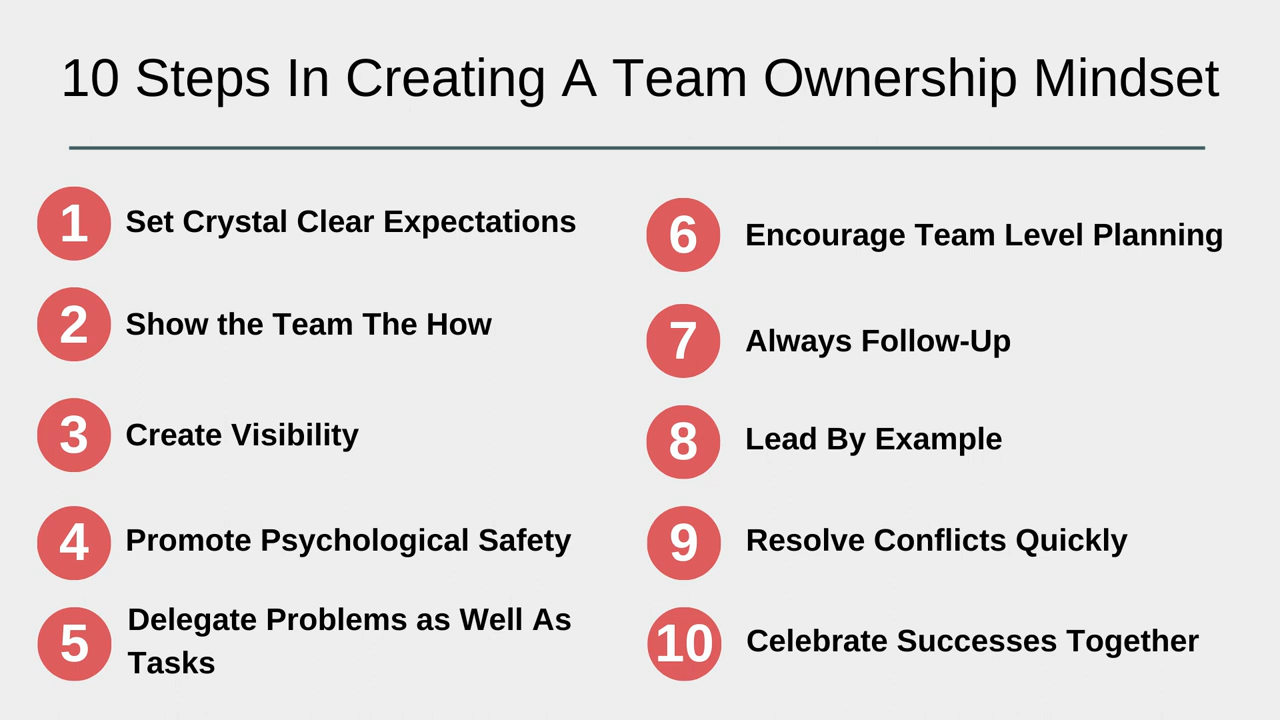 10 Steps In Creating A Team Ownership Mindset
1 Set Crystal Clear Expectations
2 Show the Team The How
3 Create Visibility
4 Promote Psychological Safety
5 Delegate Problems as Well As
Tasks
6 Encourage Team Level Planning
7 Always Follow-Up
8 Lead By Example
9 Resolve Conflicts Quickly
10 Celebrate Successes Together